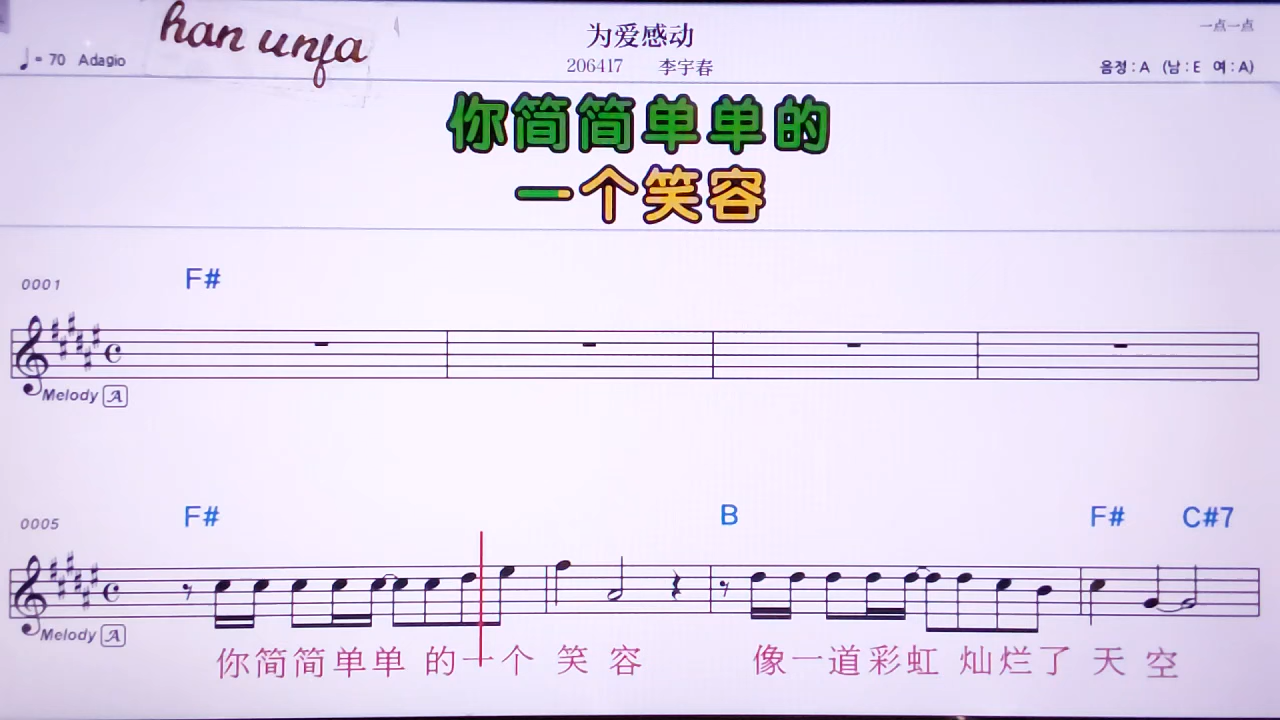 han unfa
为爱感动
一点一点
♩= 70 Adagio
206417 李宇春
음정 : A (남 : E 여 : A)
你简简单单的
一个笑容
0001
F#
Melody A
0005
F# B F# C#7
Melody A
你简简单单 的一个 笑 容 像一道彩虹 灿烂了 天 空